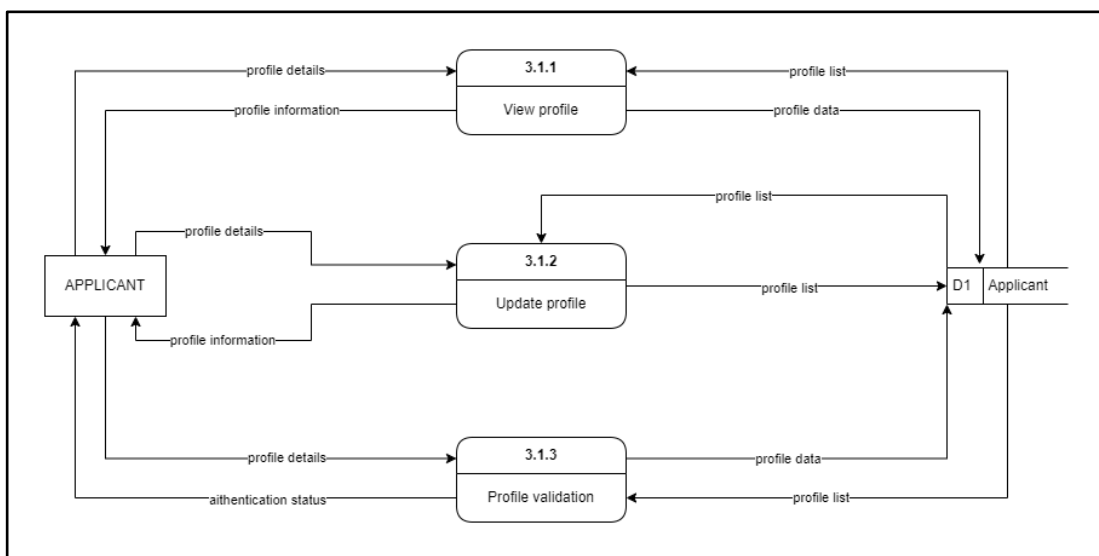 3.1.1
profile details
profile list
profile information
View profile
profile data
profile list
profile details
3.1.2
APPLICANT
D1
Applicant
Update profile
profile list
profile information
3.1.3
profile details
profile data
aithentication status
Profile validation
profile list